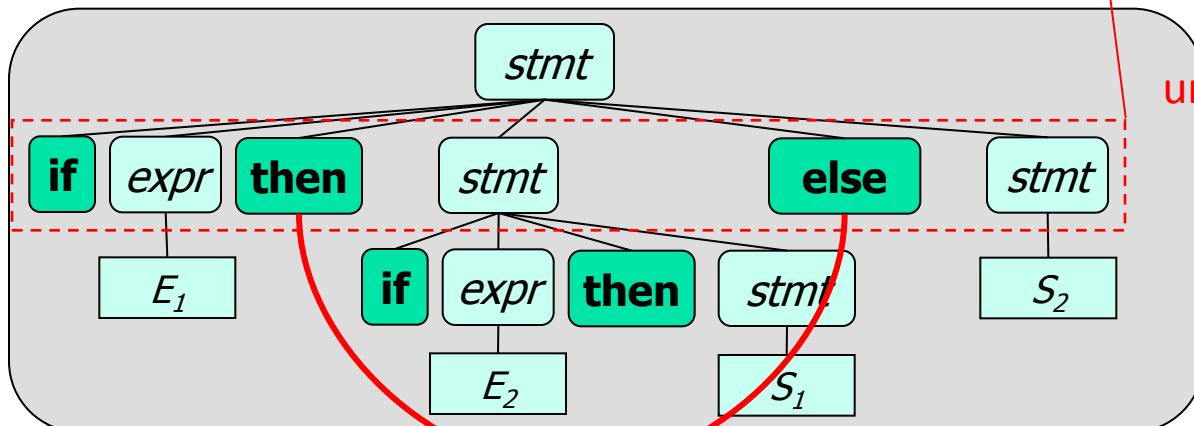 stmt
if expr then stmt else stmt
if expr then stmt
E1 S2
E2 S1